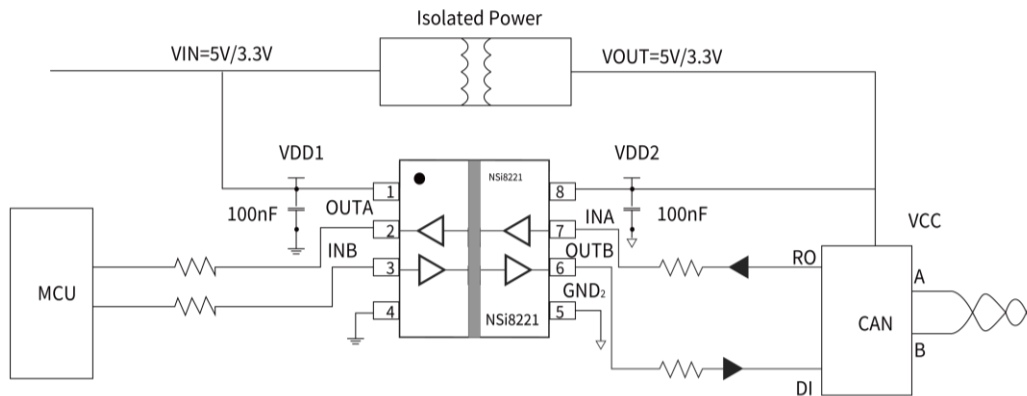 Isolated Power
VIN=5V/3.3V
VOUT=5V/3.3V
VDD1
VDD2
NSi8221
1
8
100nF
100nF
OUTA
INA
VCC
2
7
INB
OUTB
RO
3
6
A
MCU
GND2
4
5
CAN
NSi8221
B
DI